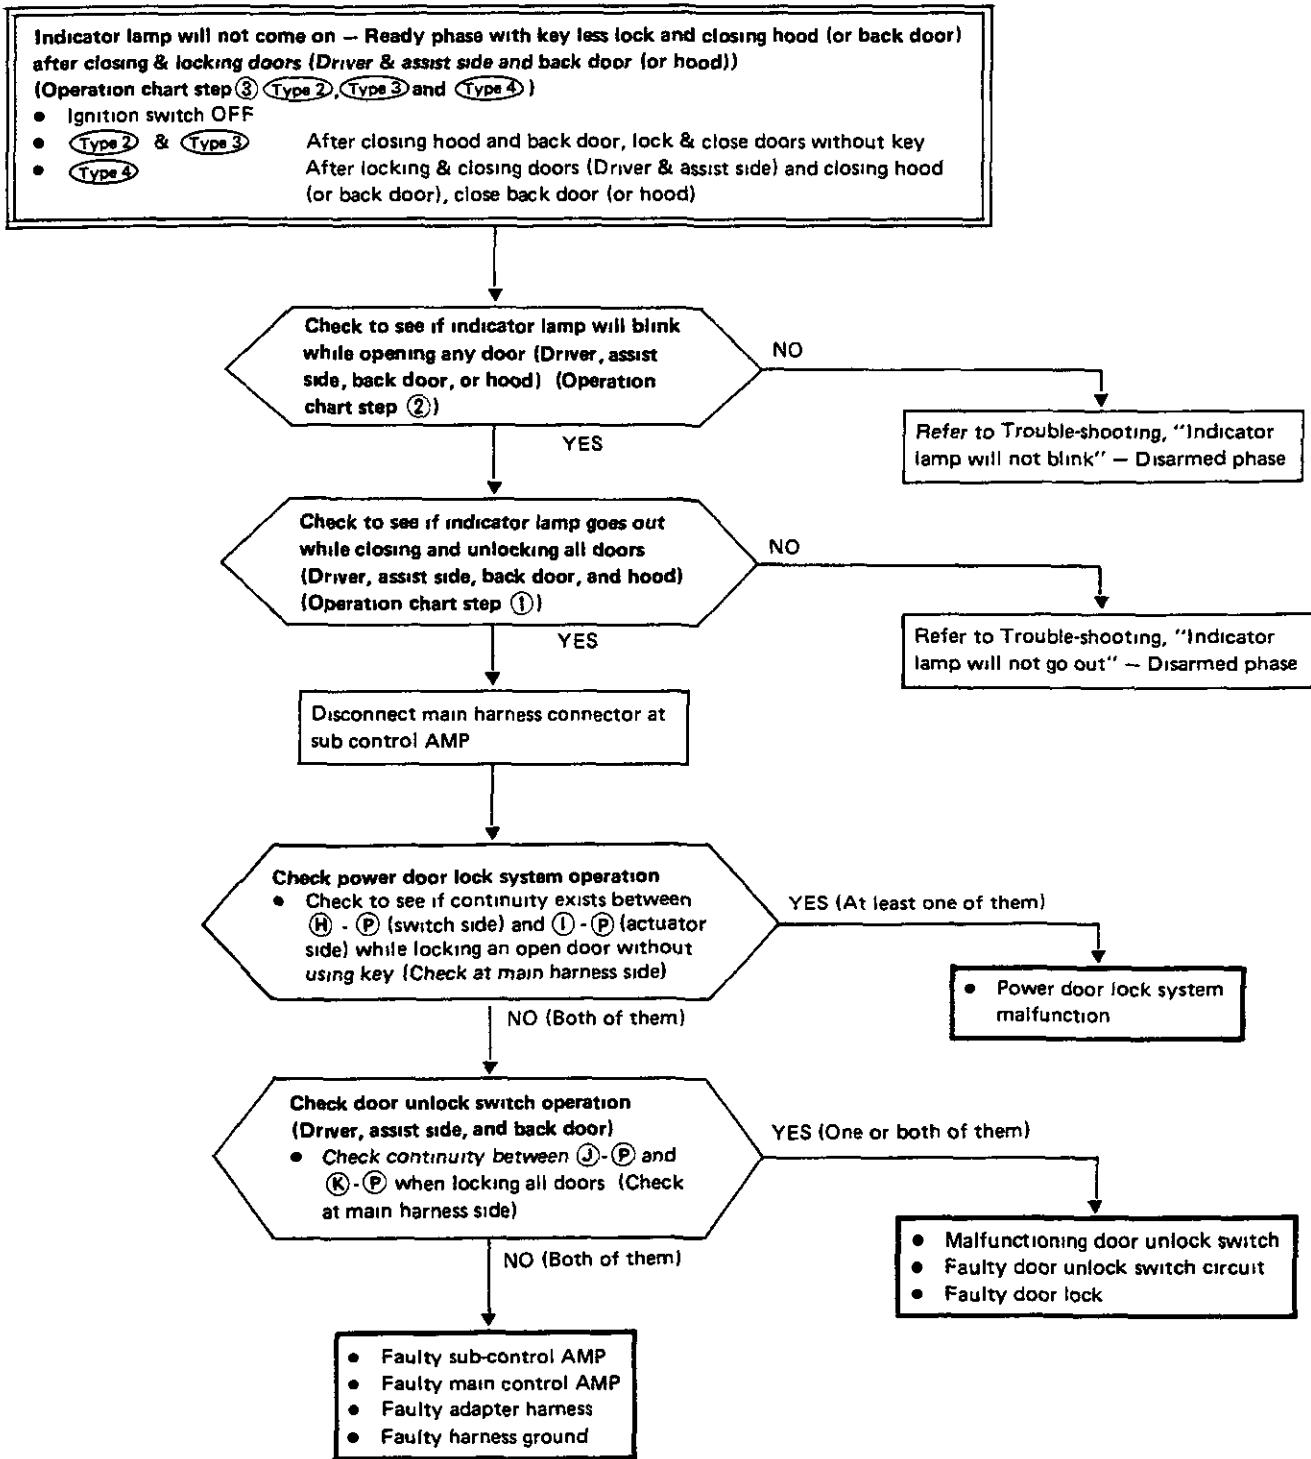 Indicator lamp will not come on – Ready phase with key less lock and closing hood (or back door)
after closing & locking doors (Driver & assist side and back door (or hood))
(Operation chart step ③ Type 2, Type 3 and Type 4)
• Ignition switch OFF
• Type 2 & Type 3 After closing hood and back door, lock & close doors without key
• Type 4 After locking & closing doors (Driver & assist side) and closing hood
(or back door), close back door (or hood)
Check to see if indicator lamp will blink
while opening any door (Driver, assist
side, back door, or hood) (Operation
chart step ②)
NO
Refer to Trouble-shooting, "Indicator
lamp will not blink" – Disarmed phase
YES
Check to see if indicator lamp goes out
while closing and unlocking all doors
(Driver, assist side, back door, and hood)
(Operation chart step ①)
NO
Refer to Trouble-shooting, "Indicator
lamp will not go out" – Disarmed phase
YES
Disconnect main harness connector at
sub control AMP
Check power door lock system operation
• Check to see if continuity exists between
Ⓗ - Ⓟ (switch side) and Ⓘ - Ⓟ (actuator
side) while locking an open door without
using key (Check at main harness side)
YES (At least one of them)
• Power door lock system
malfunction
NO (Both of them)
Check door unlock switch operation
(Driver, assist side, and back door)
• Check continuity between Ⓙ-Ⓟ and
Ⓚ-Ⓟ when locking all doors (Check
at main harness side)
YES (One or both of them)
• Malfunctioning door unlock switch
• Faulty door unlock switch circuit
• Faulty door lock
NO (Both of them)
• Faulty sub-control AMP
• Faulty main control AMP
• Faulty adapter harness
• Faulty harness ground